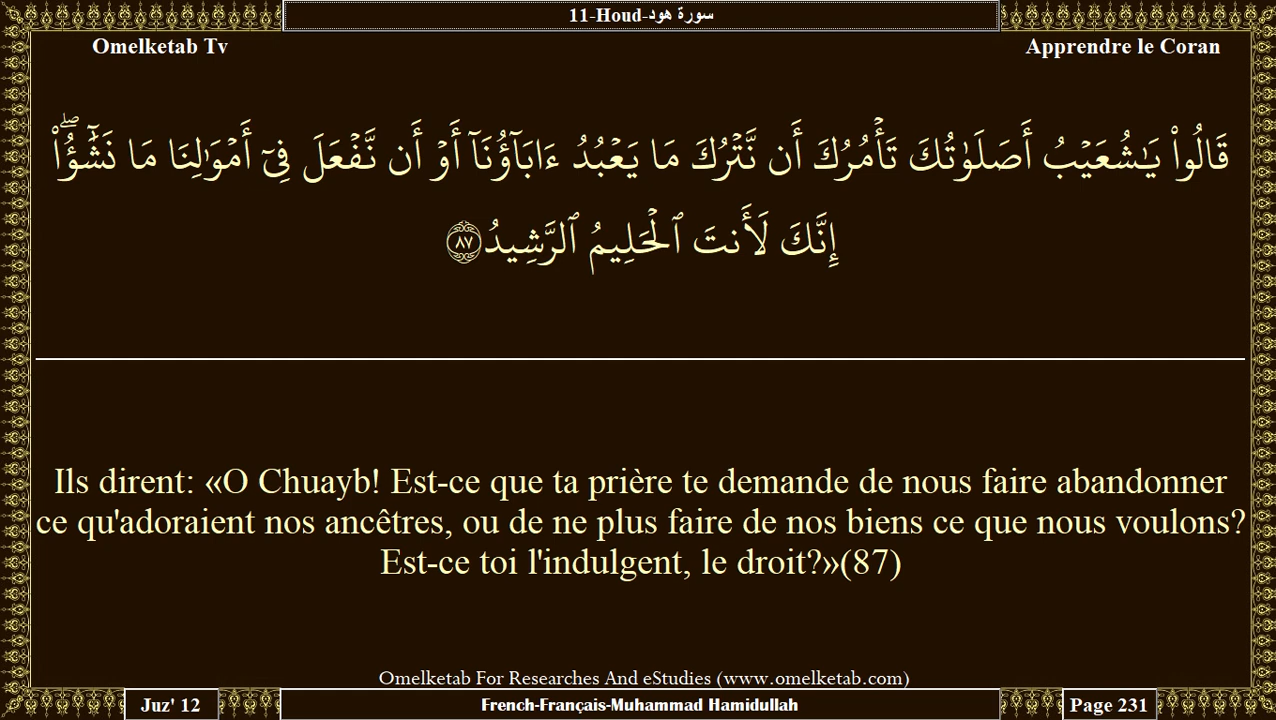 11-Houd-سورة هود
Omelketab Tv
Apprendre le Coran
قَالُوا۟ يَـٰشُعَيْبُ أَصَلَوٰتُكَ تَأْمُرُكَ أَن نَّتْرُكَ مَا يَعْبُدُ ءَابَآؤُنَآ أَوْ أَن نَّفْعَلَ فِىٓ أَمْوَٰلِنَا مَا نَشَـٰٓؤُا۟ ۖ
إِنَّكَ لَأَنتَ ٱلْحَلِيمُ ٱلرَّشِيدُ ٨٧
Ils dirent: «O Chuayb! Est-ce que ta prière te demande de nous faire abandonner
ce qu'adoraient nos ancêtres, ou de ne plus faire de nos biens ce que nous voulons?
Est-ce toi l'indulgent, le droit?»(87)
Omelketab For Researches And eStudies (www.omelketab.com)
Juz' 12
French-Français-Muhammad Hamidullah
Page 231